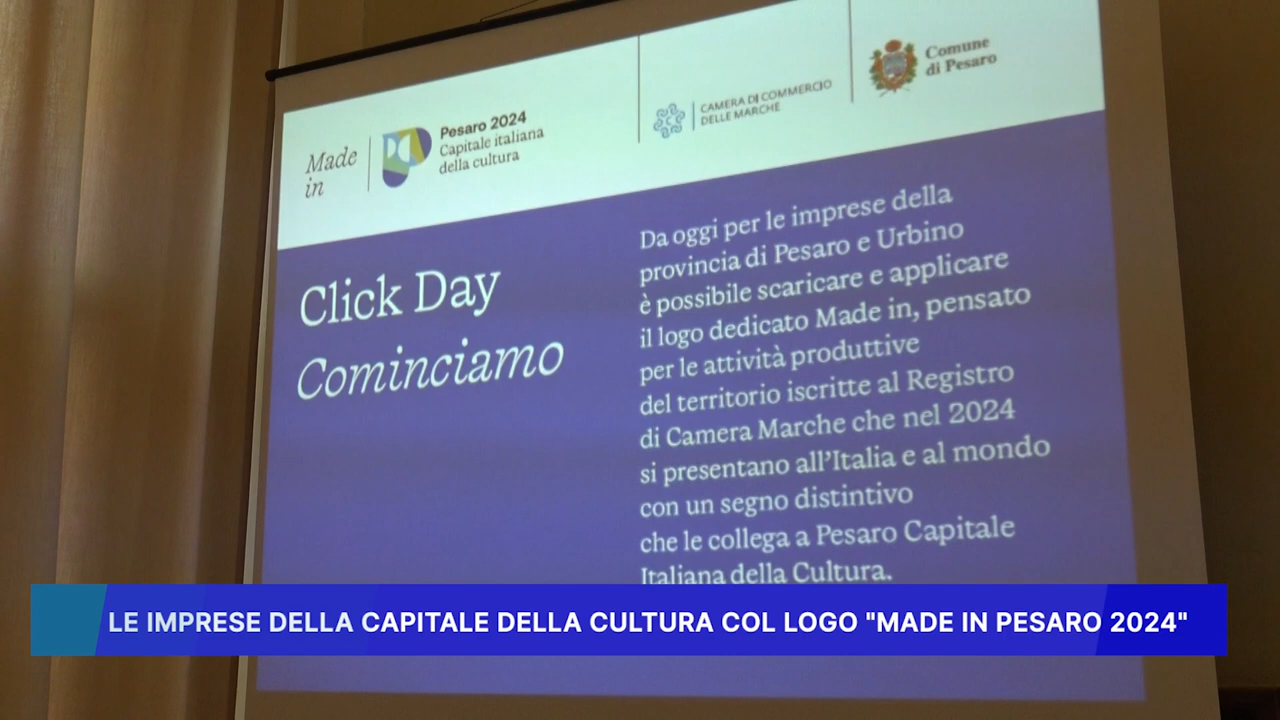 Made
in
Pesaro 2024
Capitale italiana
della cultura
CAMERA DI COMMERCIO
DELLE MARCHE
Comune
di Pesaro
Click Day
Cominciamo
Da oggi per le imprese della
provincia di Pesaro e Urbino
è possibile scaricare e applicare
il logo dedicato Made in, pensato
per le attività produttive
del territorio iscritte al Registro
di Camera Marche che nel 2024
si presentano all'Italia e al mondo
con un segno distintivo
che le collega a Pesaro Capitale
Italiana della Cultura.
LE IMPRESE DELLA CAPITALE DELLA CULTURA COL LOGO "MADE IN PESARO 2024"